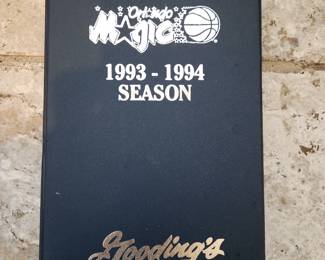 Orlando
Magic
1993 - 1994
SEASON
Gooding's